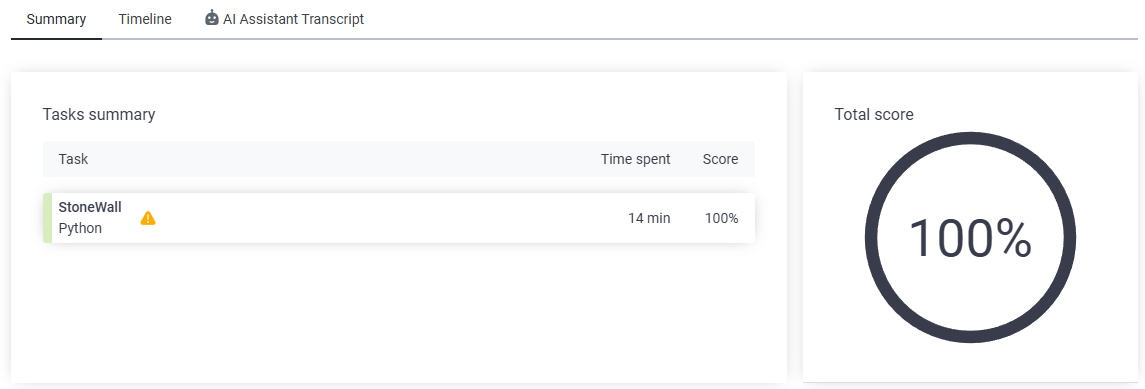 Summary Timeline AI Assistant Transcript
Tasks summary
Task Time spent Score
StoneWall
Python
14 min 100%
Total score
100%